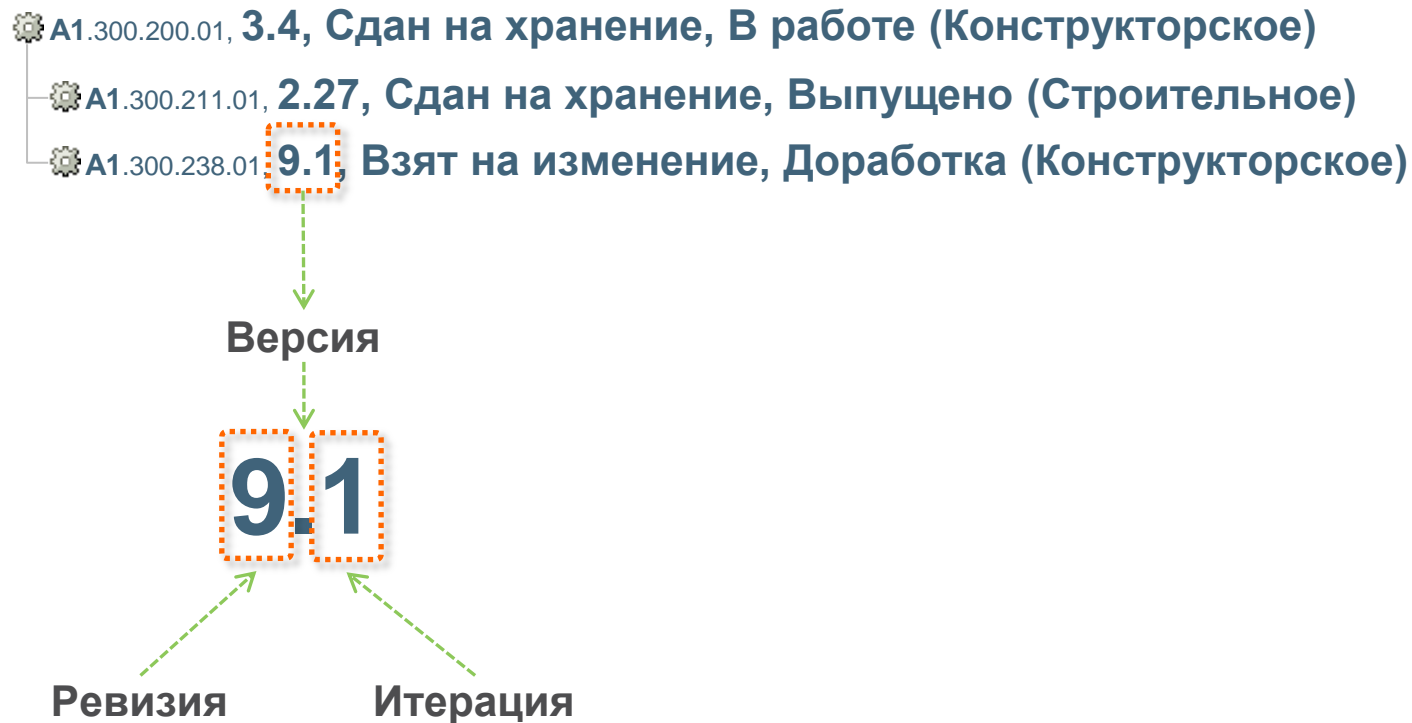 A1.300.200.01, 3.4, Сдан на хранение, В работе (Конструкторское)
A1.300.211.01, 2.27, Сдан на хранение, Выпущено (Строительное)
A1.300.238.01, 9.1, Взят на изменение, Доработка (Конструкторское)
Версия
9.1
Ревизия Итерация